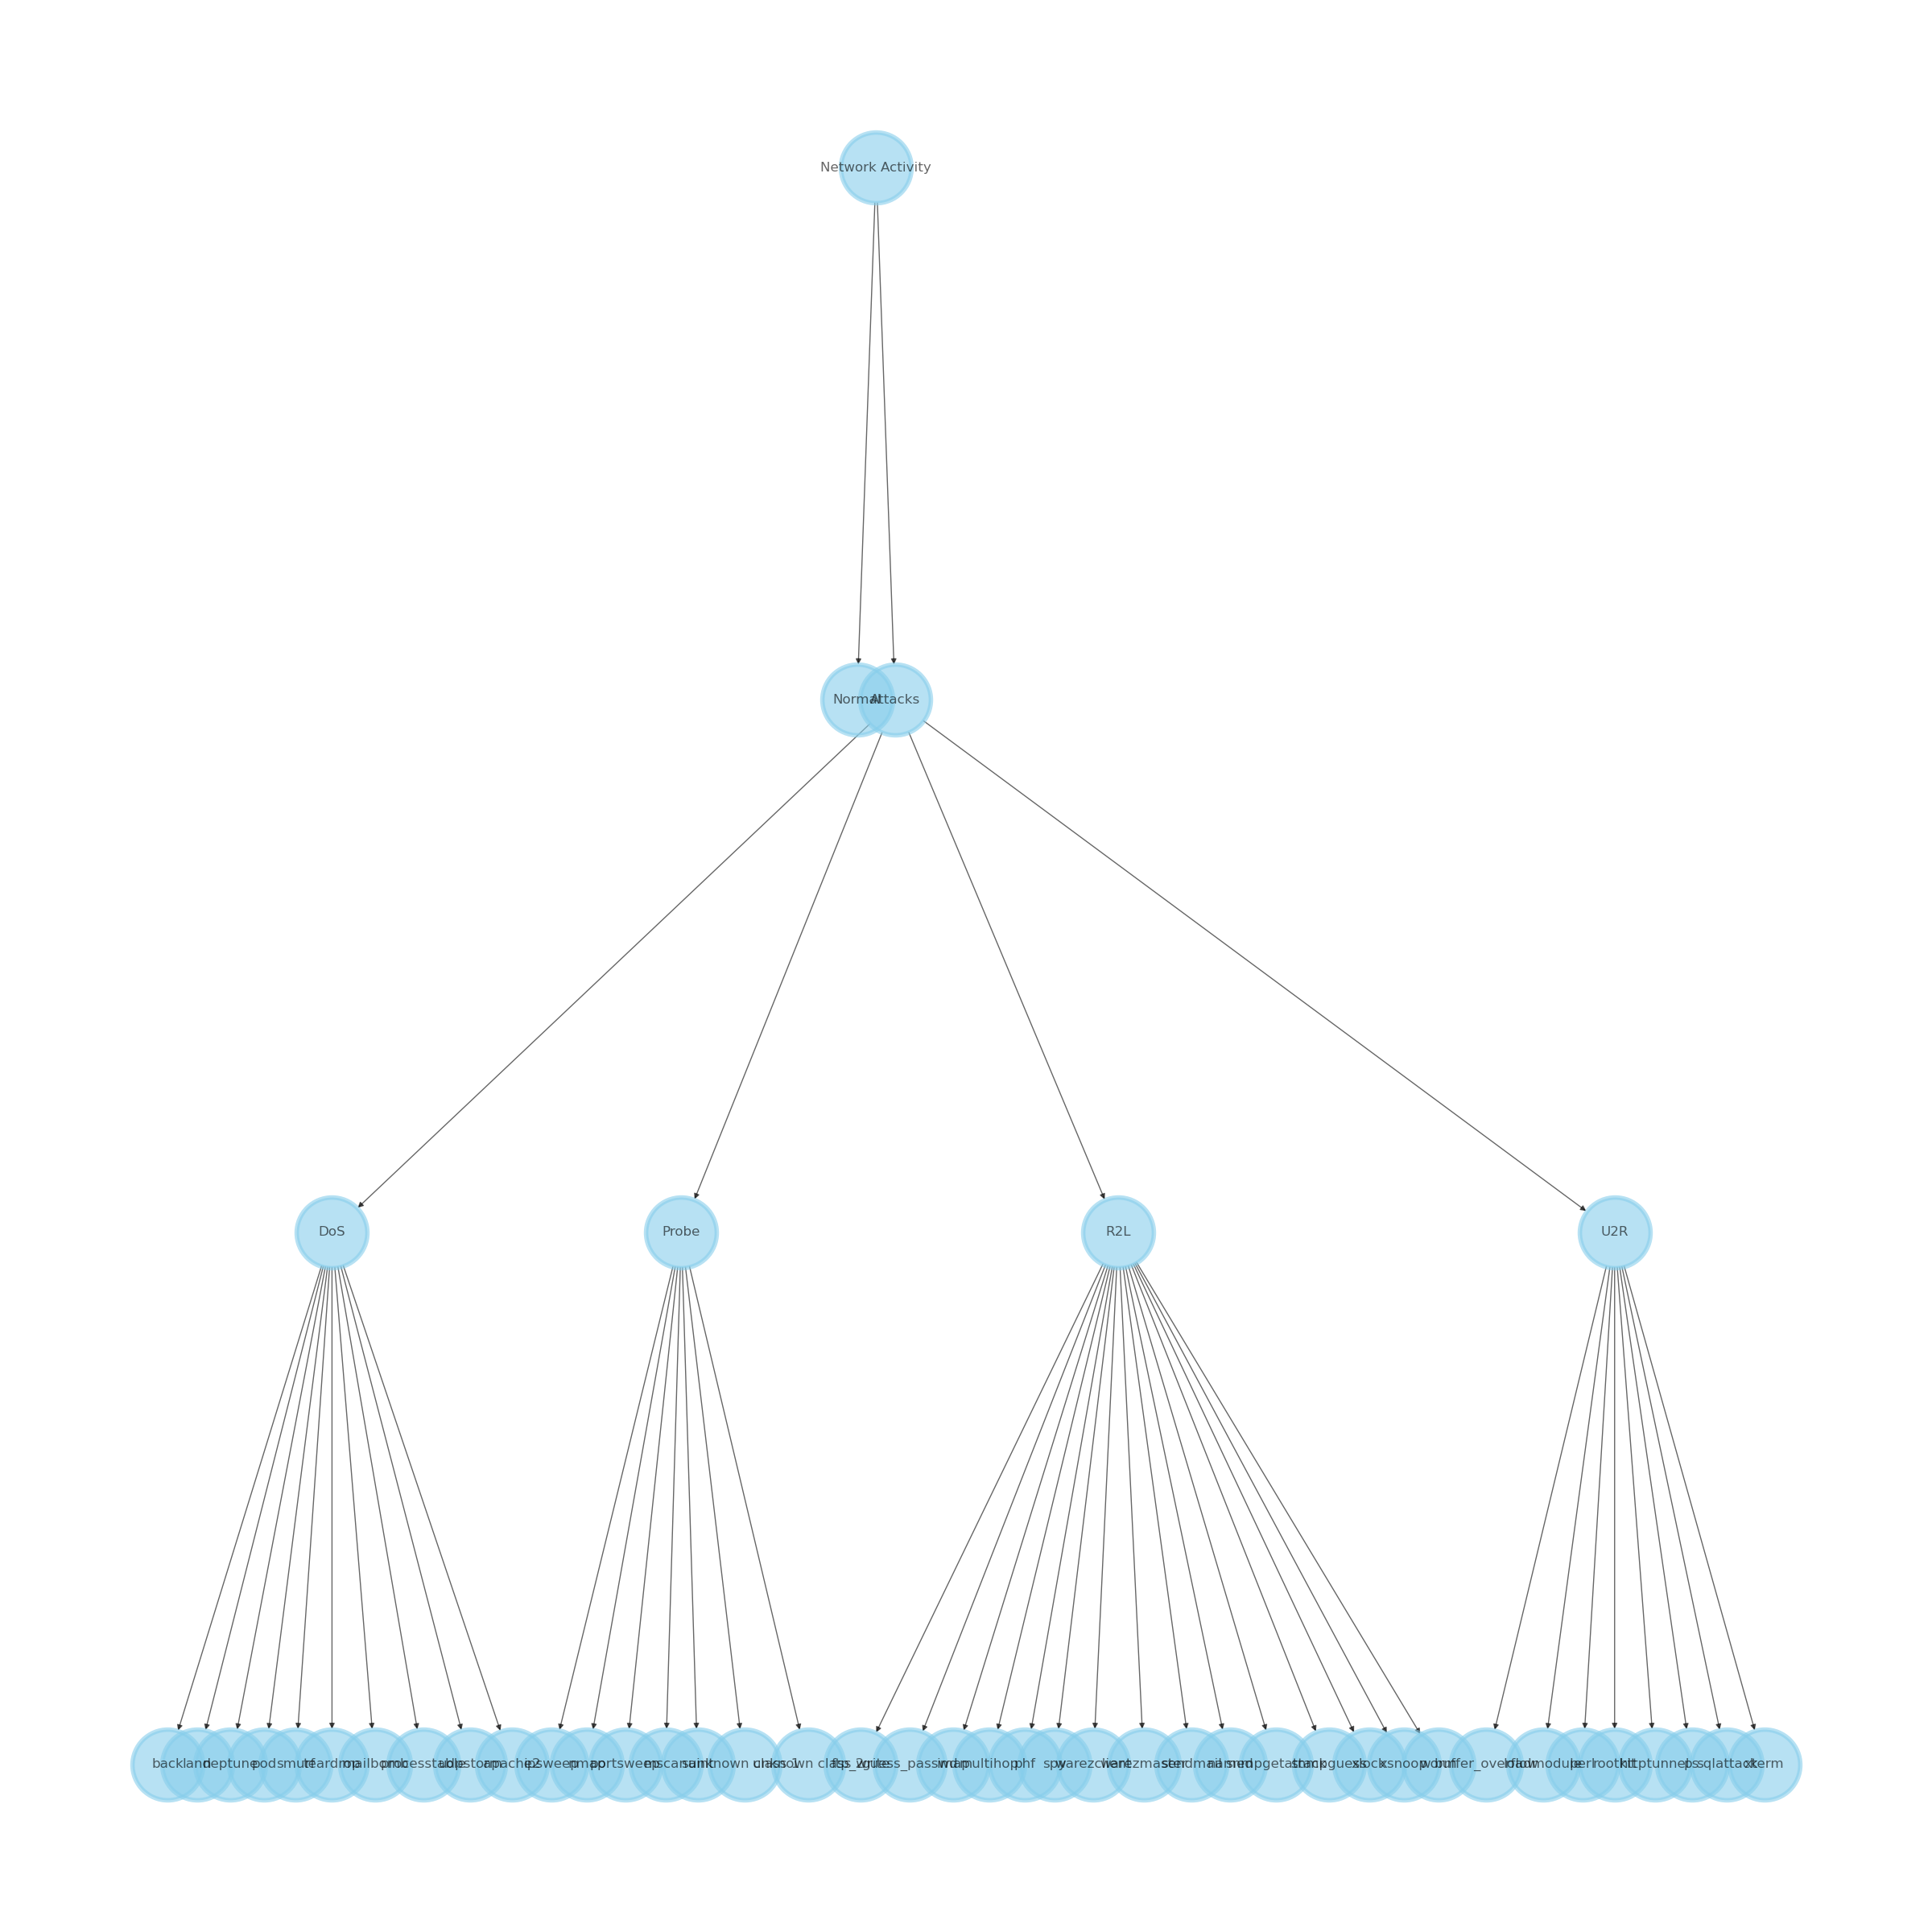 Network Activity
Normal
Attacks
DoS
Probe
R2L
U2R
back
land
neptune
pod
smurf
teardrop
mailbomb
processtable
udpstorm
apache2
ipsweep
nmap
portsweep
mscan
saint
unknown class 1
unknown class 2
ftp_write
guess_passwd
imap
multihop
phf
spy
warezclient
warezmaster
sendmail
named
snmpgetattack
snmpguess
xlock
xsnoop
worm
buffer_overflow
loadmodule
perl
rootkit
httptunnel
ps
sqlattack
xterm